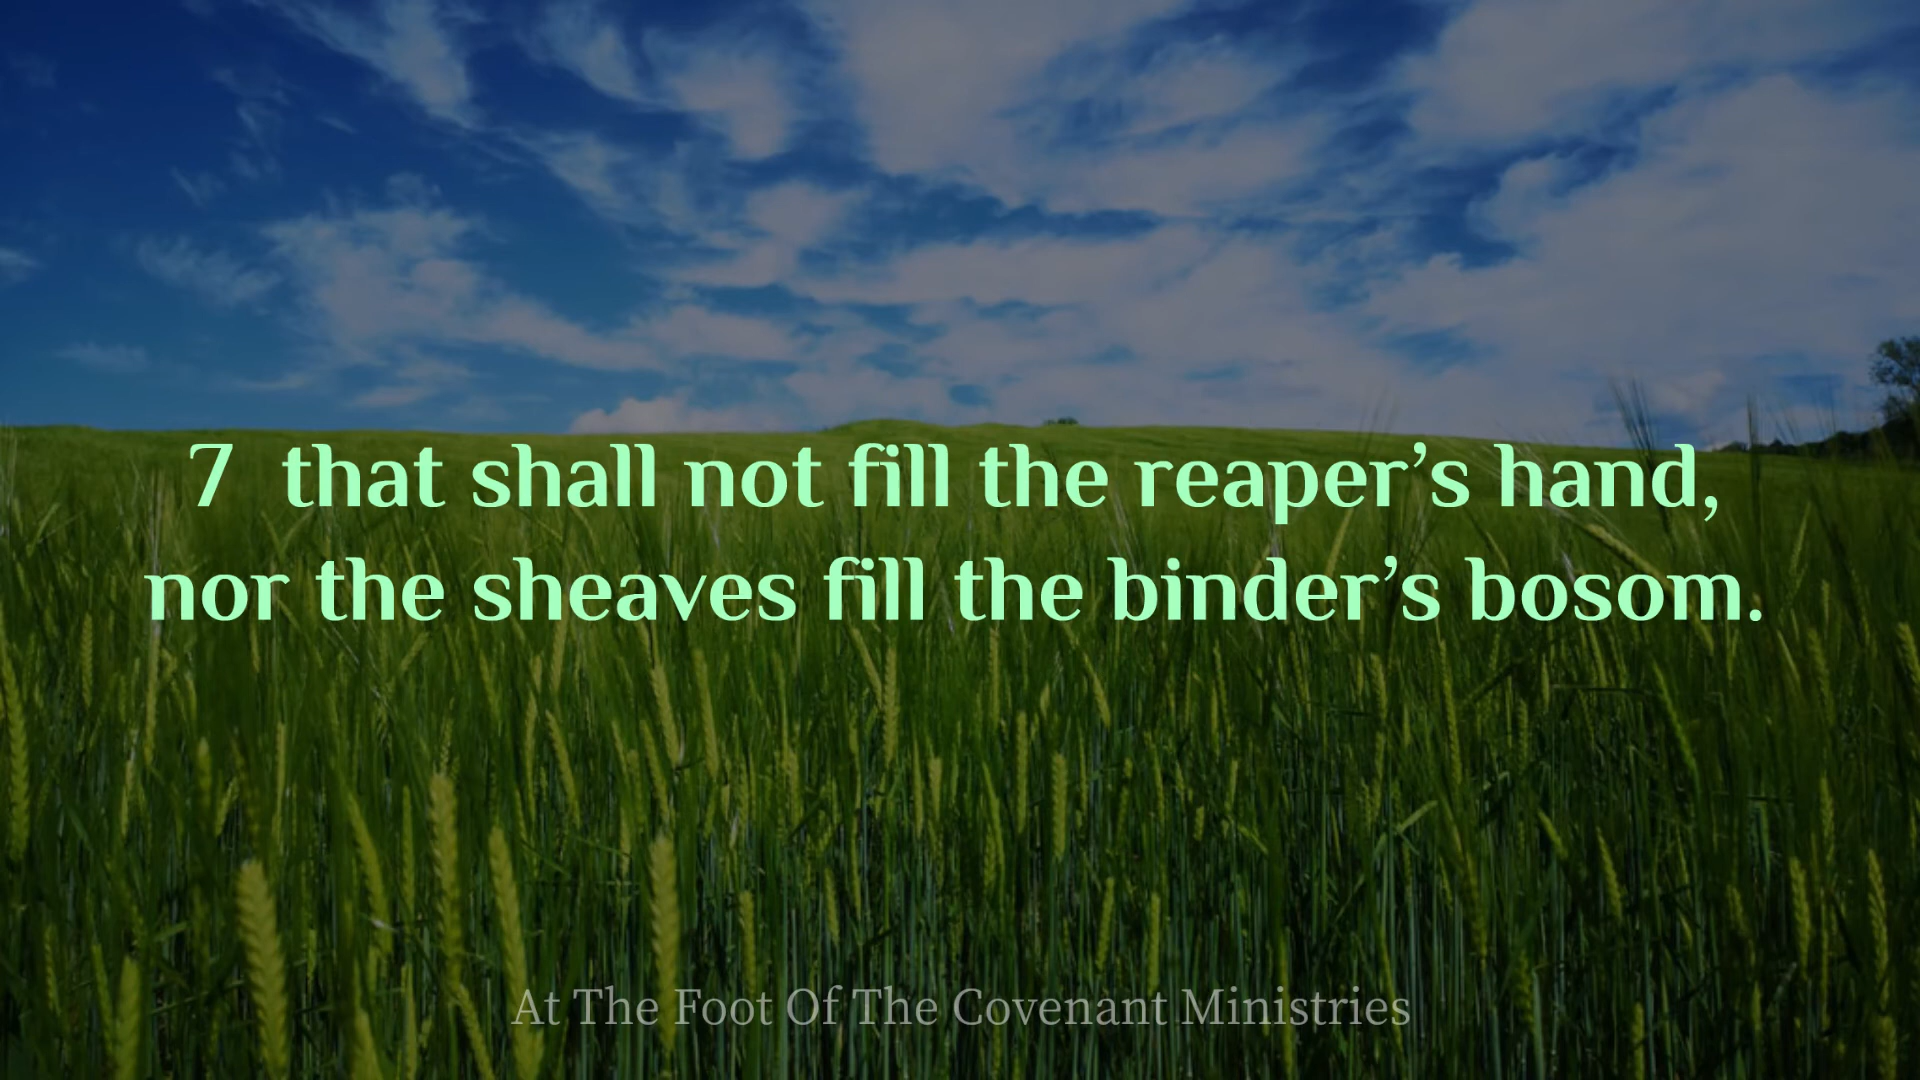 7  that shall not fill the reaper’s hand,
nor the sheaves fill the binder’s bosom.
At The Foot Of The Covenant Ministries